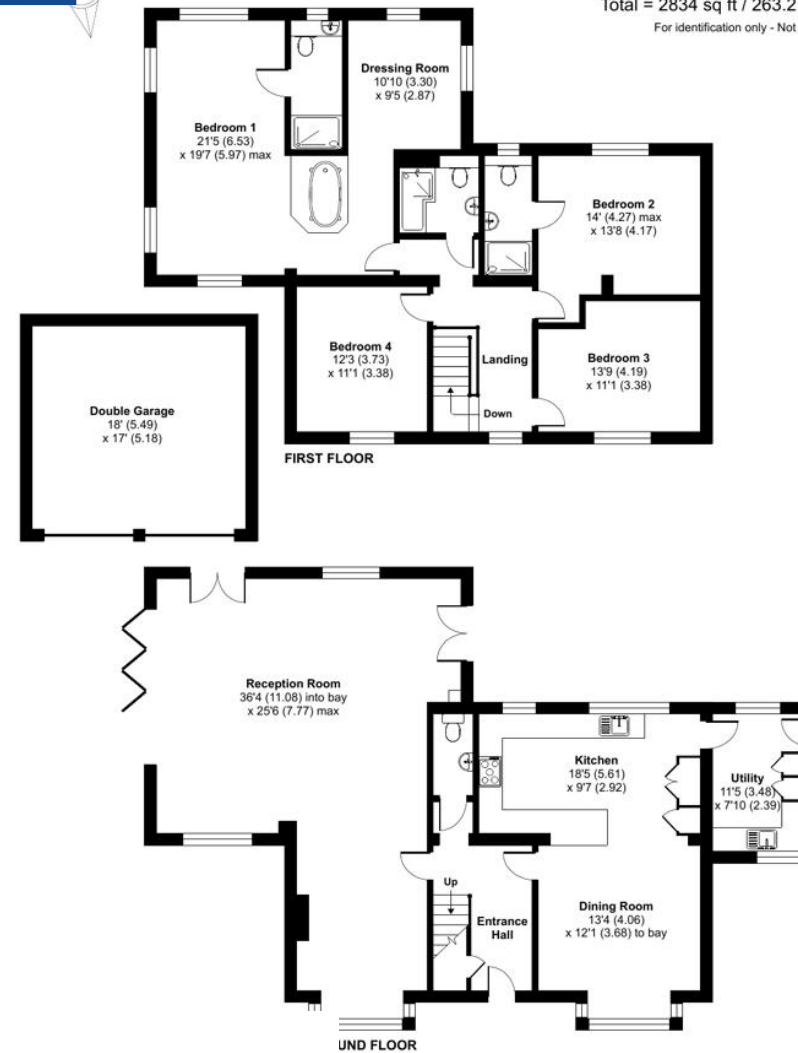 Total = 2834 sq ft / 263.2
For identification only - Not
Dressing Room
10'10 (3.30)
x 9'5 (2.87)
Bedroom 1
21'5 (6.53)
x 19'7 (5.97) max
Bedroom 2
14' (4.27) max
x 13'8 (4.17)
Bedroom 4
12'3 (3.73)
x 11'1 (3.38)
Landing
Bedroom 3
13'9 (4.19)
x 11'1 (3.38)
Down
Double Garage
18' (5.49)
x 17' (5.18)
FIRST FLOOR
Reception Room
36'4 (11.08) into bay
x 25'6 (7.77) max
Kitchen
18'5 (5.61)
x 9'7 (2.92)
Utility
11'5 (3.48)
x 7'10 (2.39)
Up
Entrance
Hall
Dining Room
13'4 (4.06)
x 12'1 (3.68) to bay
UND FLOOR